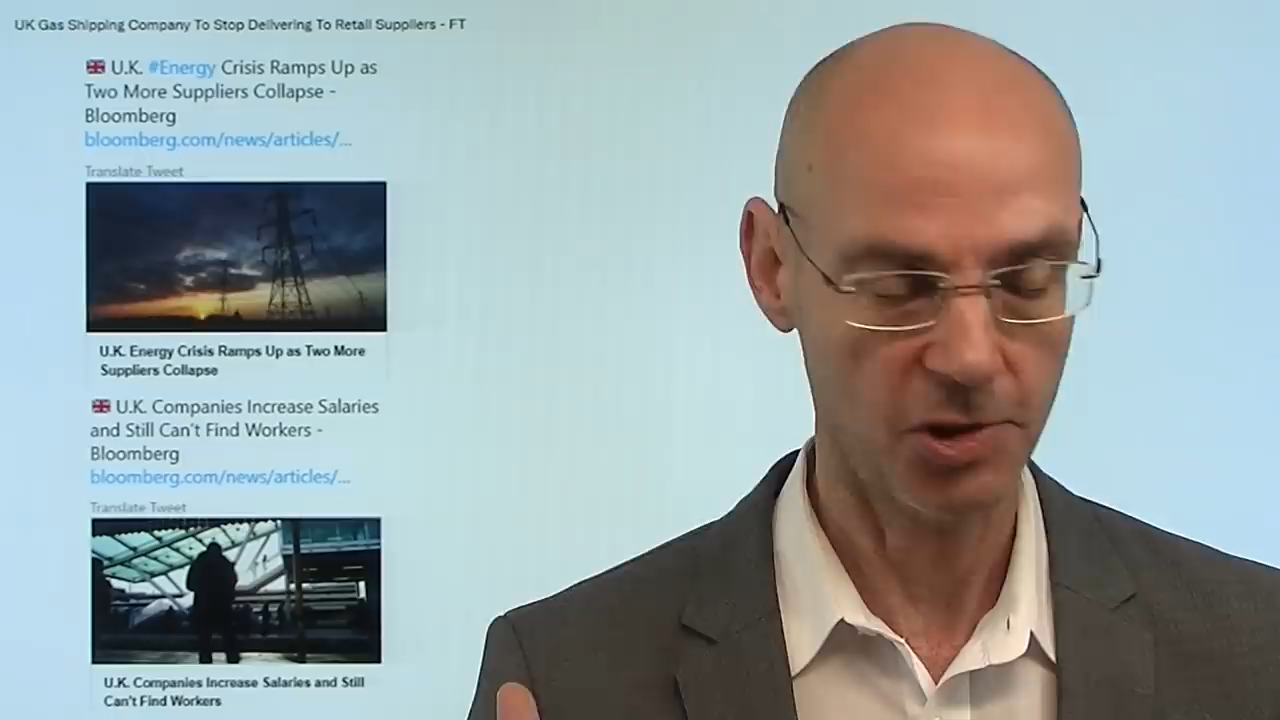 UK Gas Shipping Company To Stop Delivering To Retail Suppliers - FT
U.K. #Energy Crisis Ramps Up as
Two More Suppliers Collapse -
Bloomberg
bloomberg.com/news/articles/...
Translate Tweet
U.K. Energy Crisis Ramps Up as Two More
Suppliers Collapse
U.K. Companies Increase Salaries
and Still Can't Find Workers -
Bloomberg
bloomberg.com/news/articles/...
Translate Tweet
U.K. Companies Increase Salaries and Still
Can't Find Workers